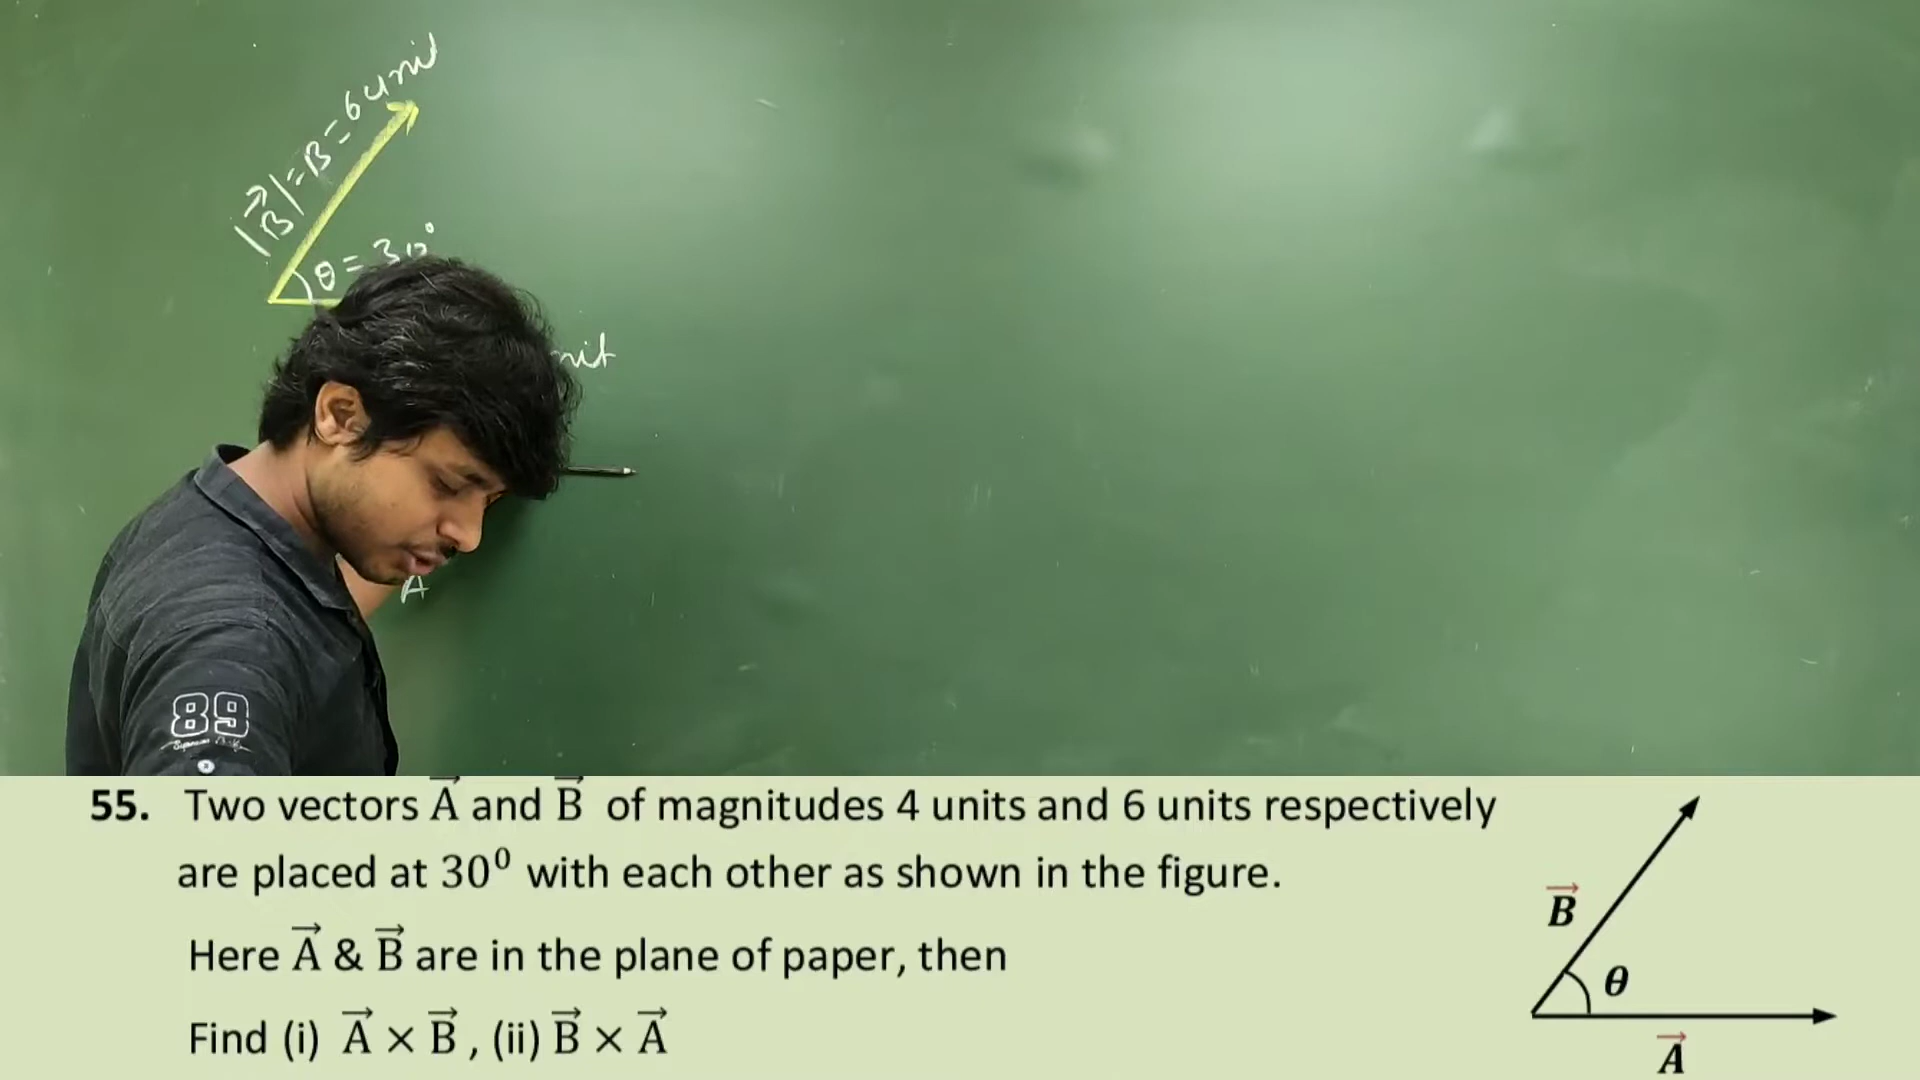 |B⃗|=B=6 unit
θ=30°
nit
A
89
55. Two vectors A⃗ and B⃗ of magnitudes 4 units and 6 units respectively
are placed at 30⁰ with each other as shown in the figure.
Here A⃗ & B⃗ are in the plane of paper, then
Find (i) A⃗ × B⃗ , (ii) B⃗ × A⃗
B⃗
θ
A⃗